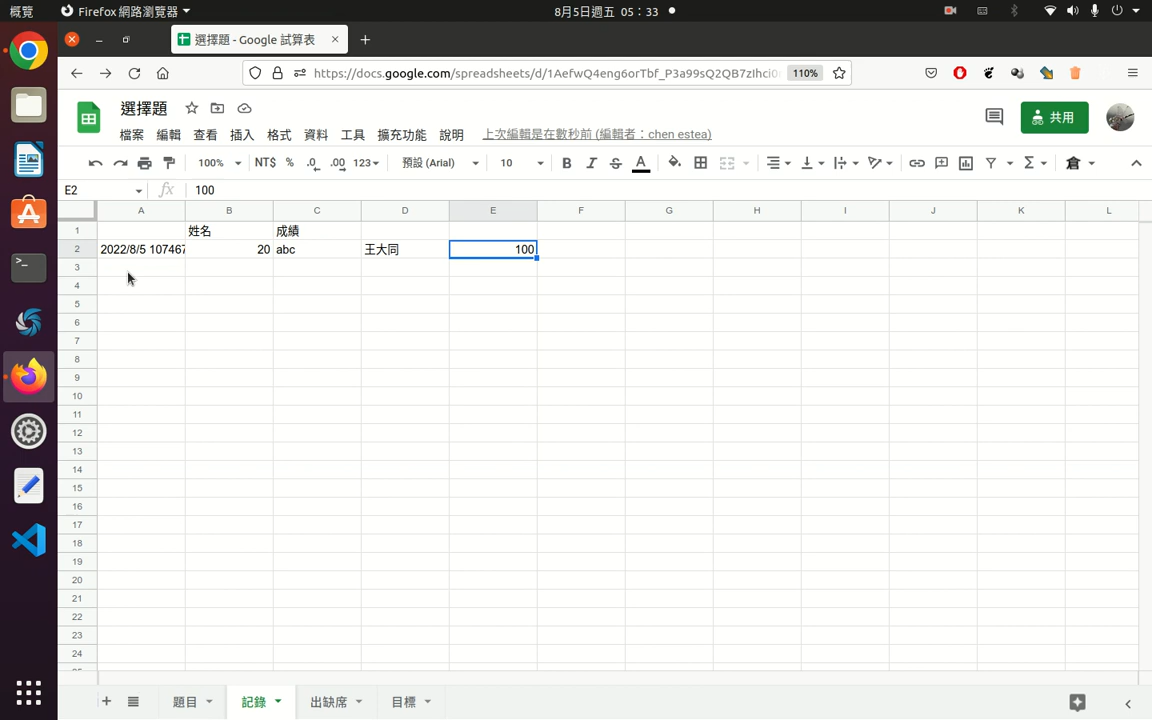 概覽 Firefox 網路瀏覽器 8月5日週五 05：33
選擇題 - Google 試算表
https://docs.google.com/spreadsheets/d/1AefwQ4eng6orTbf_P3a99sQ2QB7zIhci0 110%
選擇題
檔案 編輯 查看 插入 格式 資料 工具 擴充功能 說明 上次編輯是在數秒前 (編輯者：chen estea) 共用
100% NT$ % .0 .00 123 預設 (Arial) 10 B I S A Σ 倉
E2 fx 100
A B C D E F G H I J K L
1 姓名 成績
2 2022/8/5 107467 20 abc 王大同 100
3
4
5
6
7
8
9
10
11
12
13
14
15
16
17
18
19
20
21
22
23
24
題目 記錄 出缺席 目標